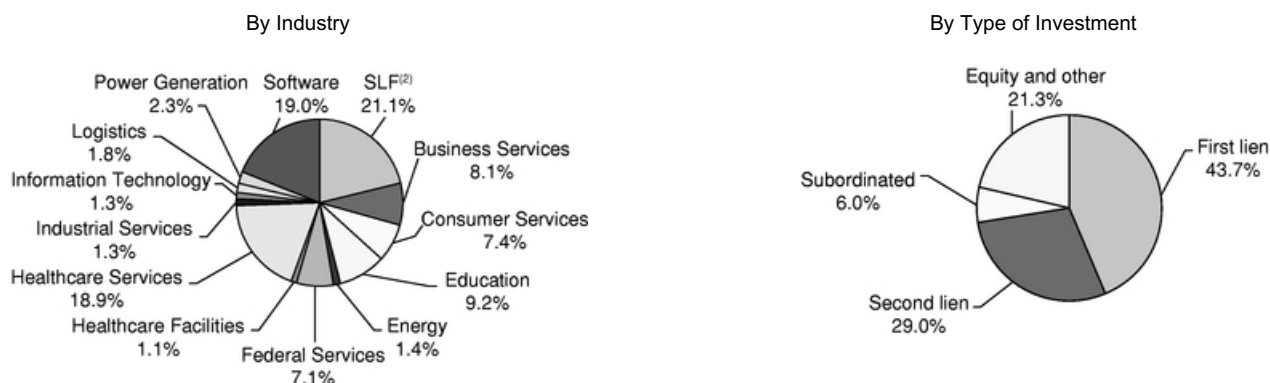 By Industry
Power Generation
2.3%
Software
19.0%
SLF(2)
21.1%
Logistics
1.8%
Business Services
8.1%
Information Technology
1.3%
Consumer Services
7.4%
Industrial Services
1.3%
Healthcare Services
18.9%
Education
9.2%
Healthcare Facilities
1.1%
Energy
1.4%
Federal Services
7.1%
By Type of Investment
Equity and other
21.3%
First lien
43.7%
Subordinated
6.0%
Second lien
29.0%